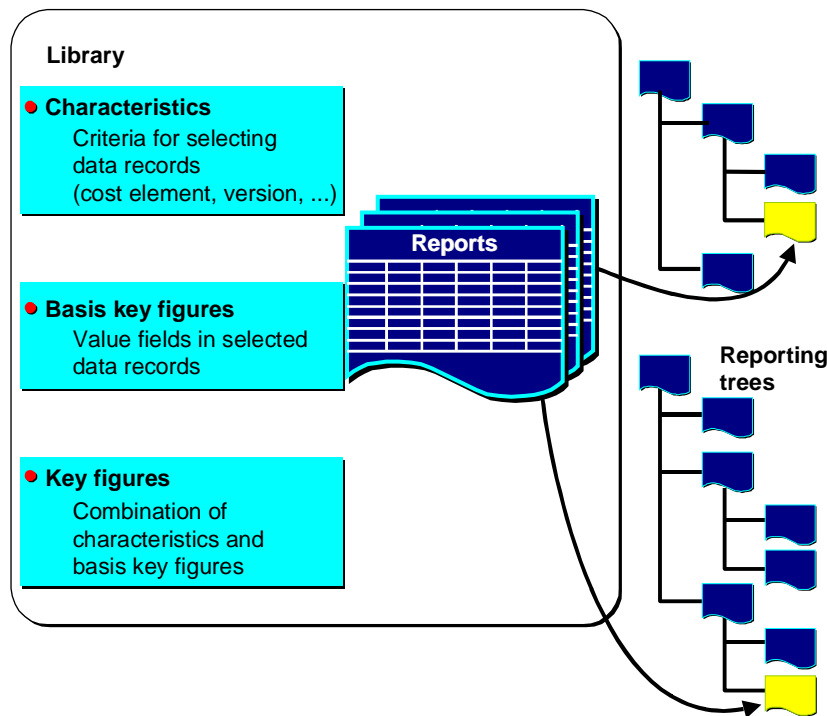 Library
Characteristics
Criteria for selecting
data records
(cost element, version, ...)
Reports
Basis key figures
Value fields in selected
data records
Key figures
Combination of
characteristics and
basis key figures
Reporting
trees